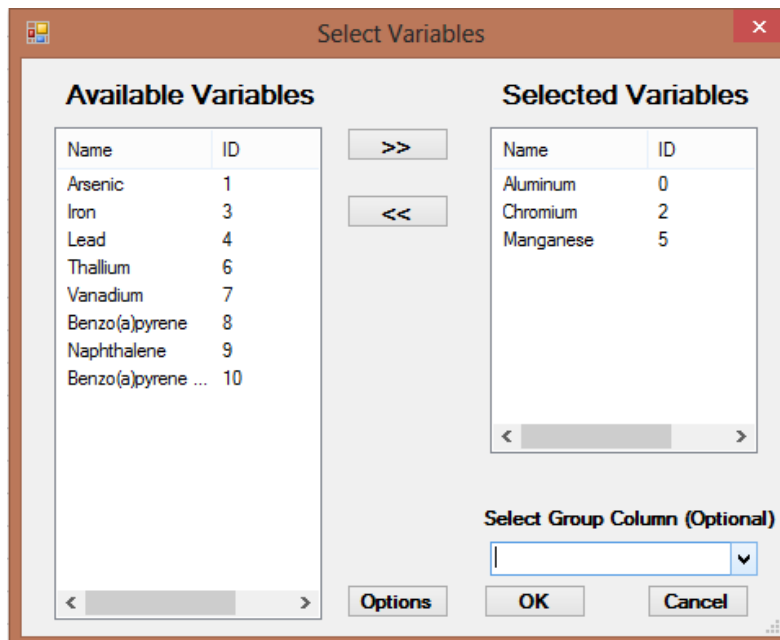 Select Variables
×
Available Variables
Name ID
Arsenic 1
Iron 3
Lead 4
Thallium 6
Vanadium 7
Benzo(a)pyrene 8
Naphthalene 9
Benzo(a)pyrene ... 10
>>
<<
Selected Variables
Name ID
Aluminum 0
Chromium 2
Manganese 5
Select Group Column (Optional)
Options OK Cancel